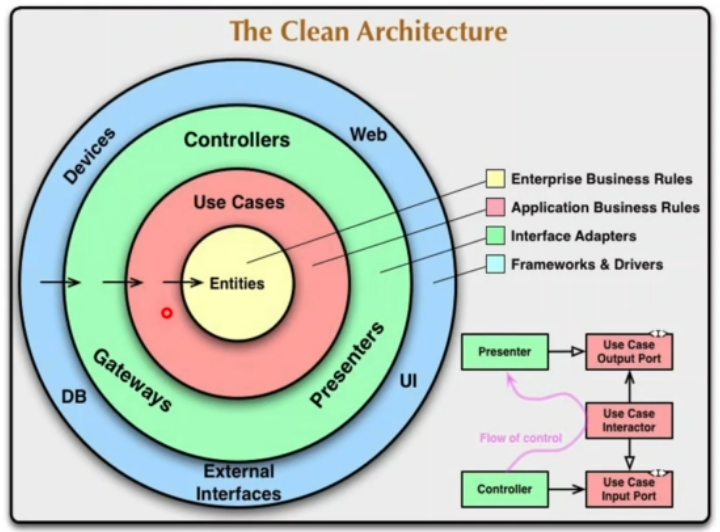 The Clean Architecture
Devices
Web
Controllers
Use Cases
Entities
Gateways
Presenters
DB
UI
External
Interfaces
Enterprise Business Rules
Application Business Rules
Interface Adapters
Frameworks & Drivers
Presenter
Use Case
Output Port
Flow of control
Use Case
Interactor
Controller
Use Case
Input Port